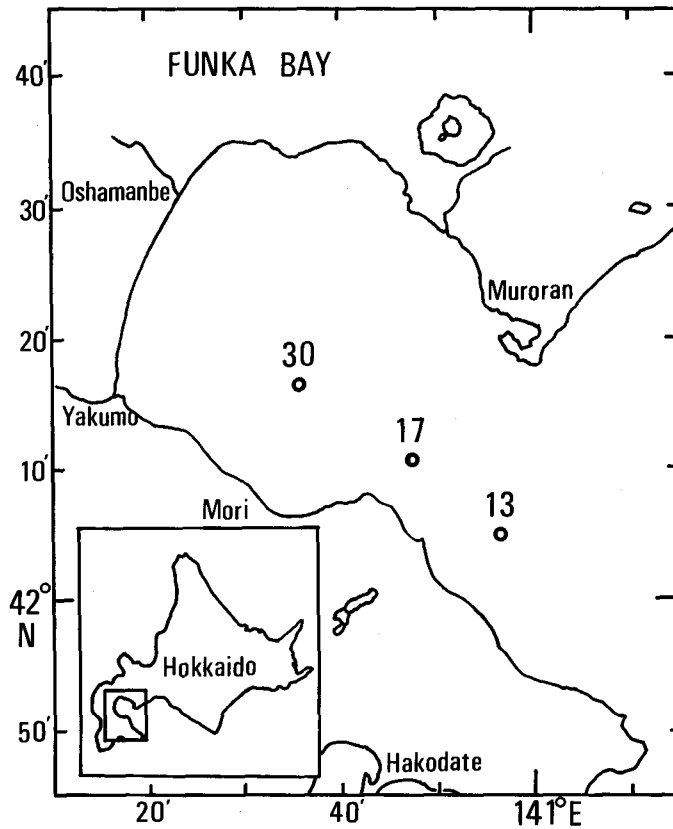 FUNKA BAY
40′
Oshamanbe
30′
Muroran
20′
30
Yakumo
17
10′
Mori
13
42°
N
Hokkaido
50′
Hakodate
20′
40′
141°E